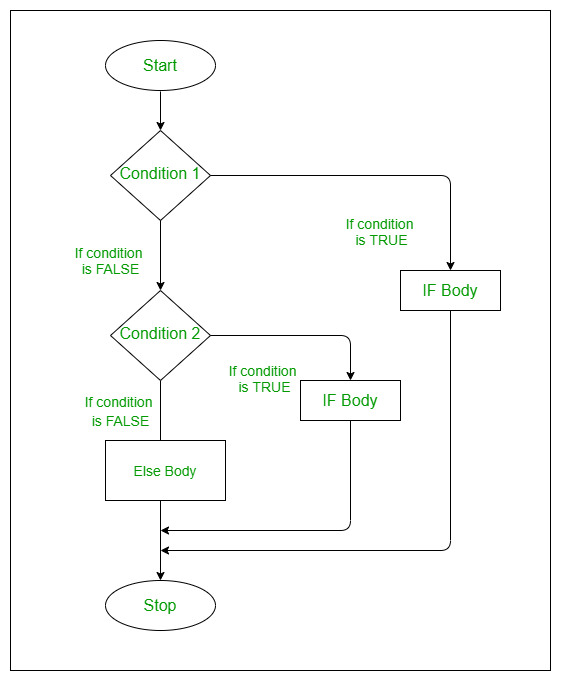 Start
Condition 1
If condition
is TRUE
If condition
is FALSE
IF Body
Condition 2
If condition
is TRUE
IF Body
If condition
is FALSE
Else Body
Stop